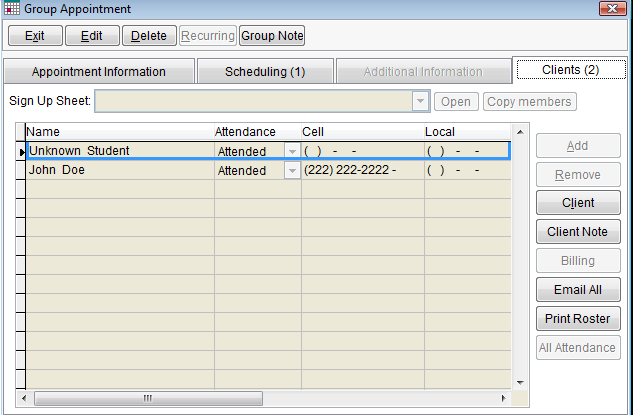 Group Appointment
Exit Edit Delete Recurring Group Note
Appointment Information Scheduling (1) Additional Information Clients (2)
Sign Up Sheet: Open Copy members
Name Attendance Cell Local
Unknown Student Attended ( ) - - ( ) - -
John Doe Attended (222) 222-2222 - ( ) - -
Add
Remove
Client
Client Note
Billing
Email All
Print Roster
All Attendance